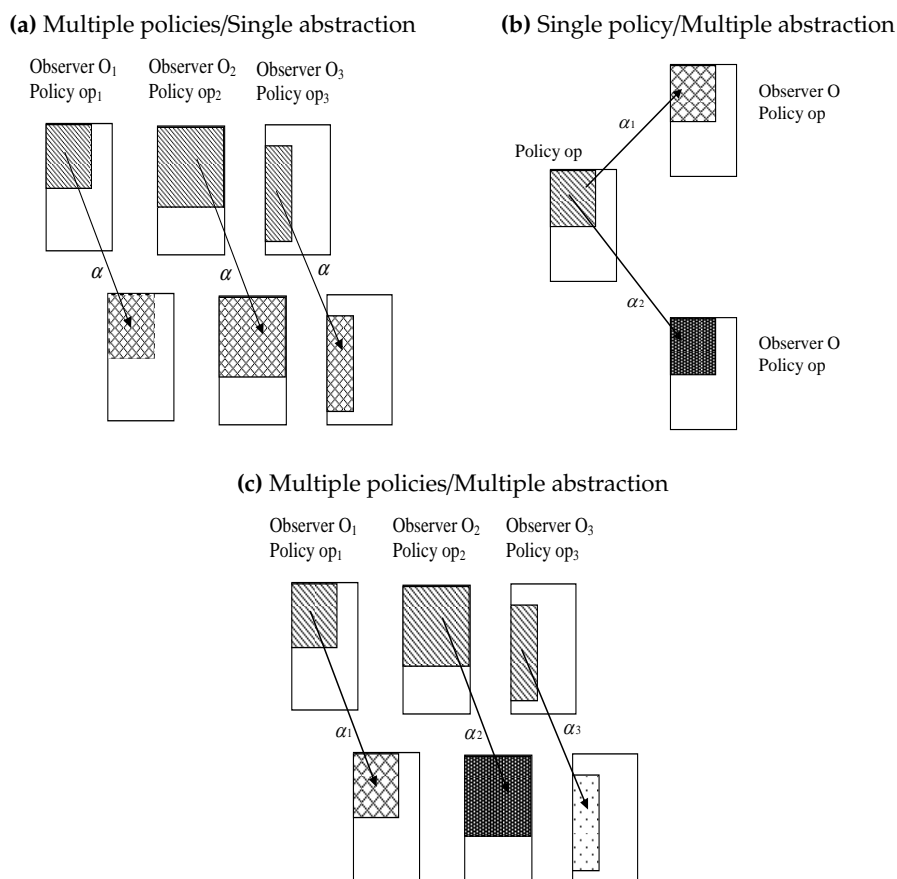 (a) Multiple policies/Single abstraction
Observer O₁
Policy op₁
Observer O₂
Policy op₂
Observer O₃
Policy op₃
α
α
α
(b) Single policy/Multiple abstraction
Observer O
Policy op
α₁
Policy op
α₂
Observer O
Policy op
(c) Multiple policies/Multiple abstraction
Observer O₁
Policy op₁
Observer O₂
Policy op₂
Observer O₃
Policy op₃
α₁
α₂
α₃